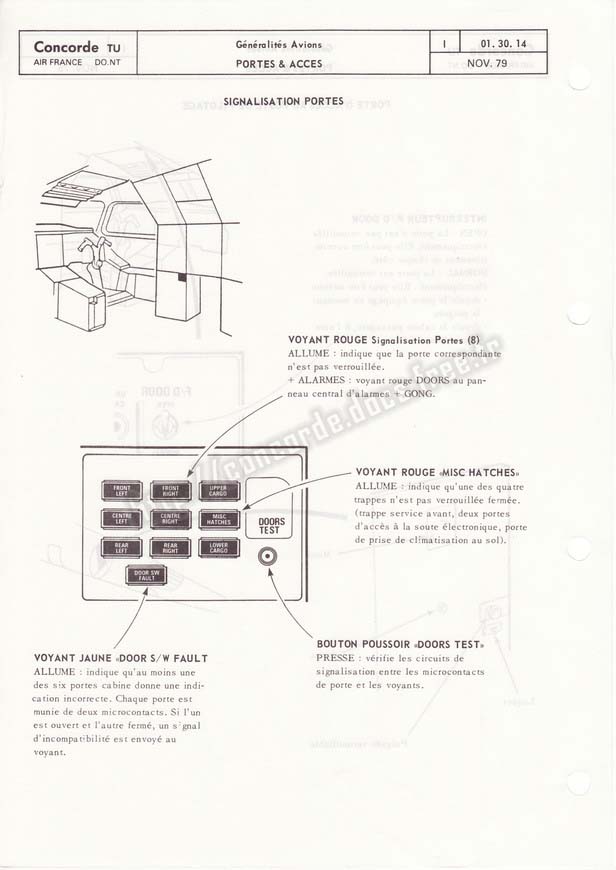 Concorde TU
AIR FRANCE DO.NT
Généralités Avions
PORTES & ACCES
I
01.30.14
NOV. 79
SIGNALISATION PORTES
VOYANT ROUGE Signalisation Portes (8)
ALLUME : indique que la porte correspondante
n'est pas verrouillée.
+ ALARMES : voyant rouge DOORS au pan-
neau central d'alarmes + GONG.
http://concorde.docs.free.fr
FRONT LEFT
FRONT RIGHT
UPPER CARGO
CENTRE LEFT
CENTRE RIGHT
MISC HATCHES
REAR LEFT
REAR RIGHT
LOWER CARGO
DOOR SW FAULT
DOORS
TEST
VOYANT ROUGE «MISC HATCHES»
ALLUME : indique qu'une des quatre
trappes n'est pas verrouillée fermée.
(trappe service avant, deux portes
d'accès à la soute électronique, porte
de prise de climatisation au sol).
VOYANT JAUNE «DOOR S/W FAULT
ALLUME : indique qu'au moins une
des six portes cabine donne une indi-
cation incorrecte. Chaque porte est
munie de deux microcontacts. Si l'un
est ouvert et l'autre fermé, un signal
d'incompatibilité est envoyé au
voyant.
BOUTON POUSSOIR «DOORS TEST»
PRESSE : vérifie les circuits de
signalisation entre les microcontacts
de porte et les voyants.